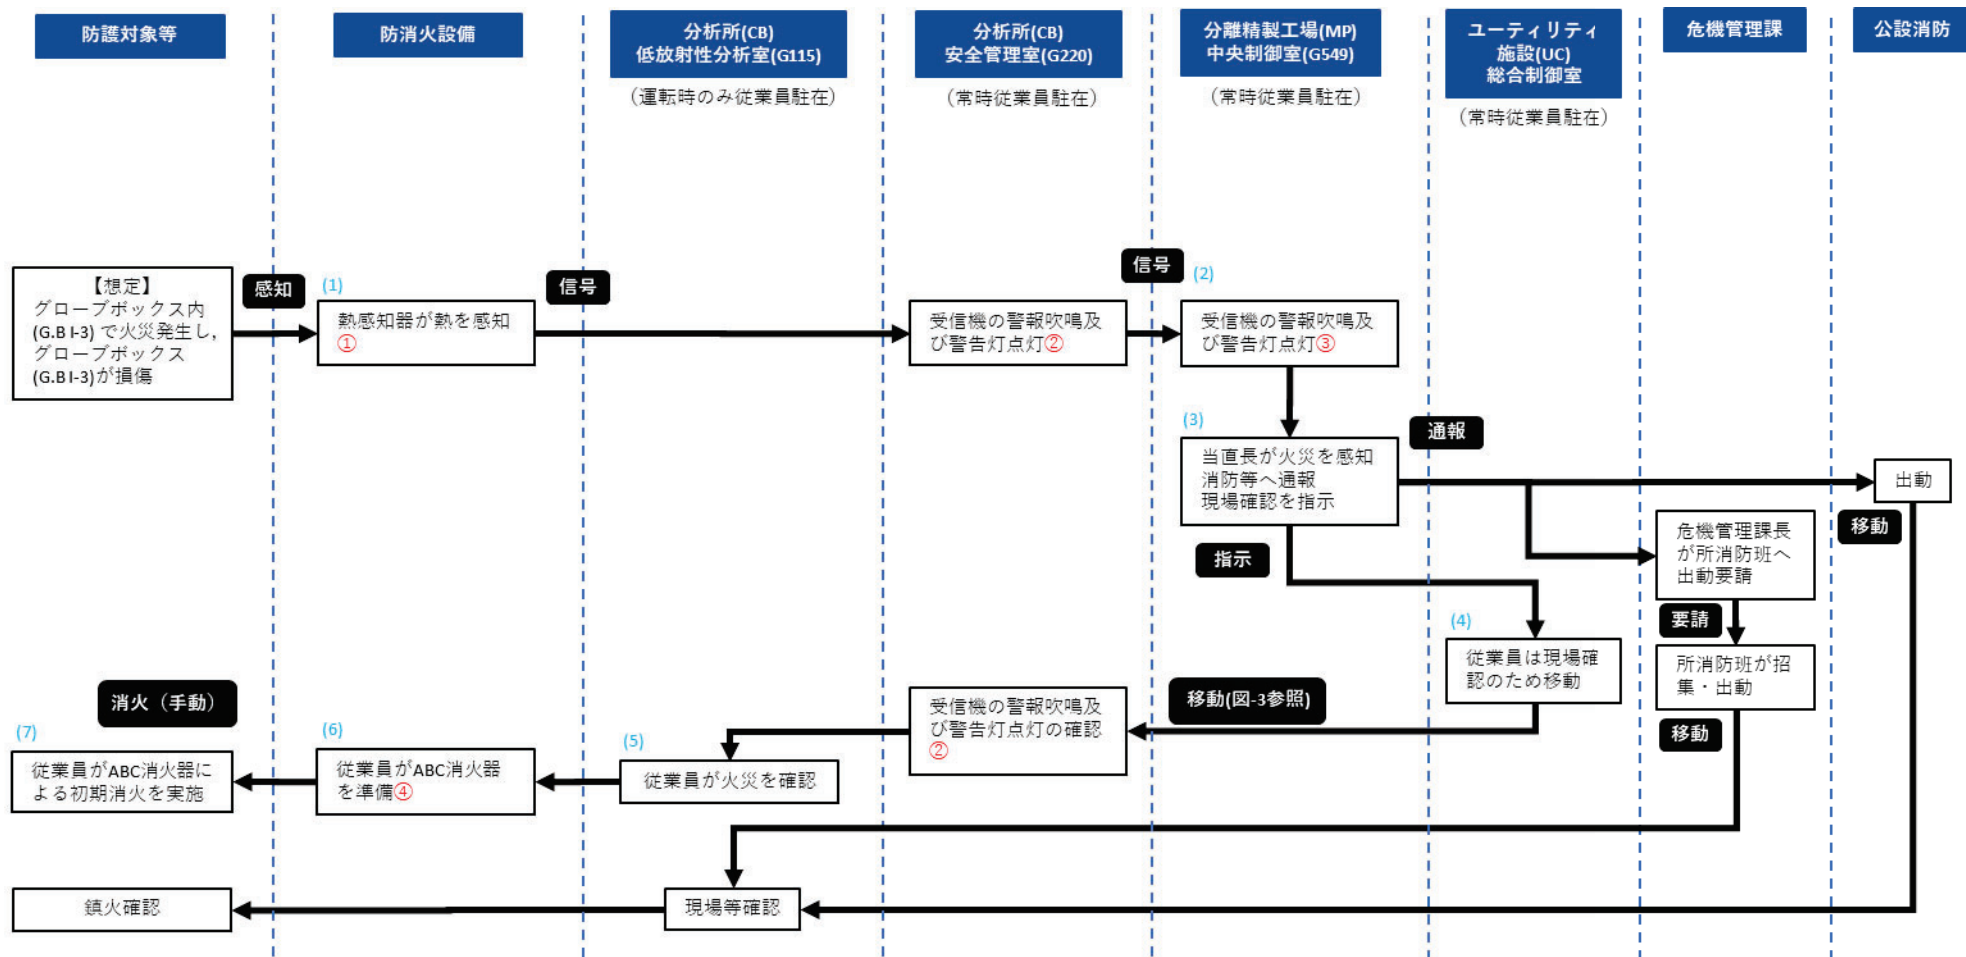 防護対象等
防消火設備
分析所(CB)
低放射性分析室(G115)
(運転時のみ従業員駐在)
分析所(CB)
安全管理室(G220)
(常時従業員駐在)
分離精製工場(MP)
中央制御室(G549)
(常時従業員駐在)
ユーティリティ
施設(UC)
総合制御室
(常時従業員駐在)
危機管理課
公設消防
【想定】
グローブボックス内
(G.B I-3) で火災発生し,
グローブボックス
(G.B I-3)が損傷
感知
(1)
熱感知器が熱を感知
①
信号
受信機の警報吹鳴及
び警告灯点灯②
信号
(2)
受信機の警報吹鳴及
び警告灯点灯③
(3)
当直長が火災を感知
消防等へ通報
現場確認を指示
通報
出動
移動
危機管理課長
が所消防班へ
出動要請
指示
要請
(4)
従業員は現場確
認のため移動
所消防班が招
集・出動
移動
移動(図-3参照)
受信機の警報吹鳴及
び警告灯点灯の確認
②
(5)
従業員が火災を確認
(6)
従業員がABC消火器
を準備④
消火（手動）
(7)
従業員がABC消火器に
よる初期消火を実施
現場等確認
鎮火確認